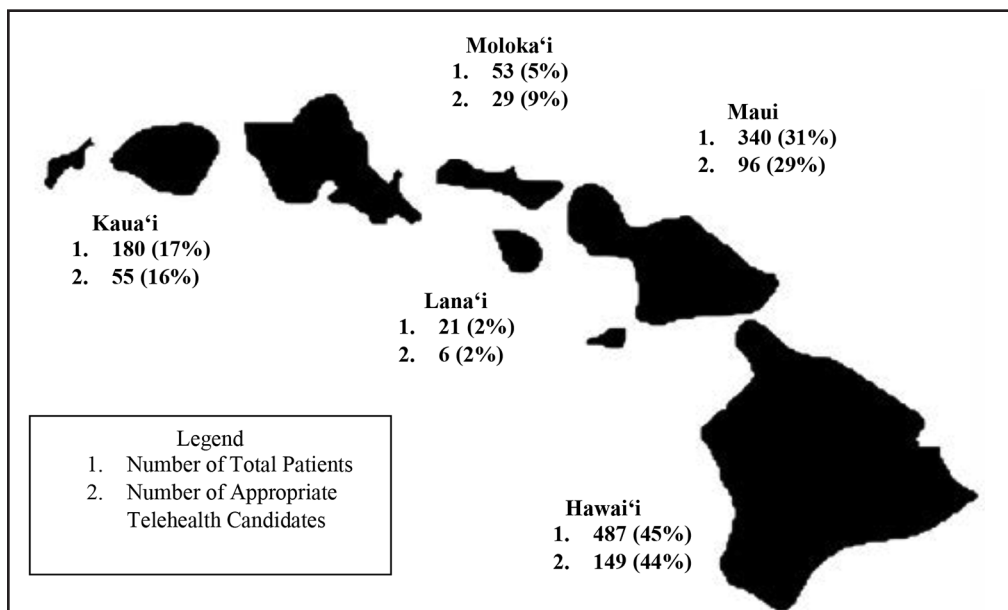 Moloka‘i
1. 53 (5%)
2. 29 (9%)
Maui
1. 340 (31%)
2. 96 (29%)
Kaua‘i
1. 180 (17%)
2. 55 (16%)
Lana‘i
1. 21 (2%)
2. 6 (2%)
Legend
1. Number of Total Patients
2. Number of Appropriate
Telehealth Candidates
Hawai‘i
1. 487 (45%)
2. 149 (44%)